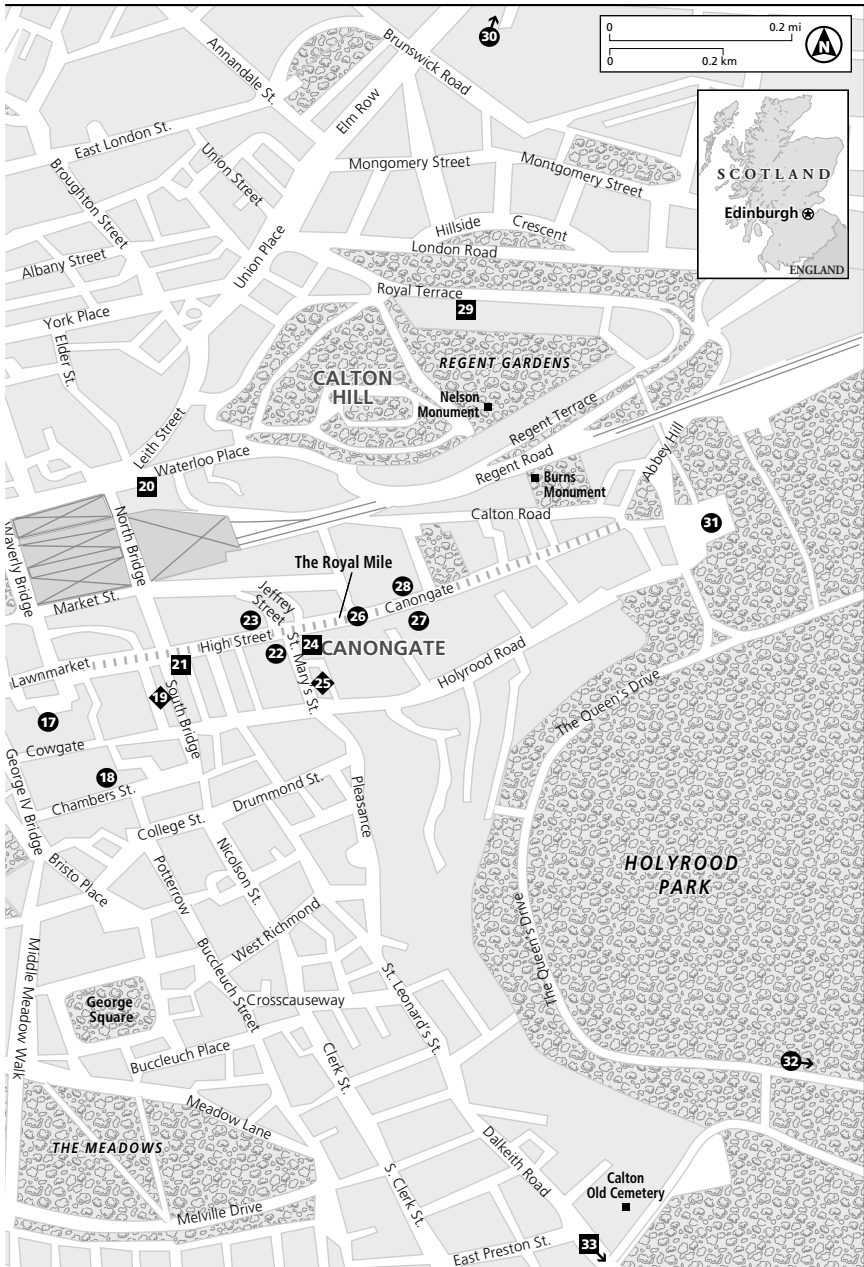 30
0
0.2 mi
0
0.2 km
N
Annandale St.
Brunswick Road
Elm Row
East London St.
Union Street
Broughton Street
Mongomery Street
Montgomery Street
SCOTLAND
Edinburgh
ENGLAND
Hillside
Crescent
London Road
Albany Street
Union Place
Royal Terrace
29
York Place
Elder St.
REGENT GARDENS
CALTON
HILL
Nelson
Monument
Regent Terrace
Leith Street
Waterloo Place
Regent Road
Abbey Hill
20
Burns
Monument
Calton Road
31
Waverly Bridge
North Bridge
The Royal Mile
Market St.
Jeffrey
Street
28
Canongate
23
26
27
High Street
22
St. Mary's St.
24
CANONGATE
Lawnmarket
21
25
Holyrood Road
19
South Bridge
The Queen's Drive
17
Cowgate
George IV Bridge
18
Chambers St.
Drummond St.
Pleasance
College St.
Nicolson St.
HOLYROOD
PARK
Bristo Place
Potterrow
The Queen's Drive
West Richmond
Middle Meadow Walk
Buccleuch Street
St. Leonard's St.
George
Square
Crosscauseway
Buccleuch Place
Clerk St.
32
Meadow Lane
THE MEADOWS
Dalkeith Road
Calton
Old Cemetery
S. Clerk St.
Melville Drive
East Preston St.
33